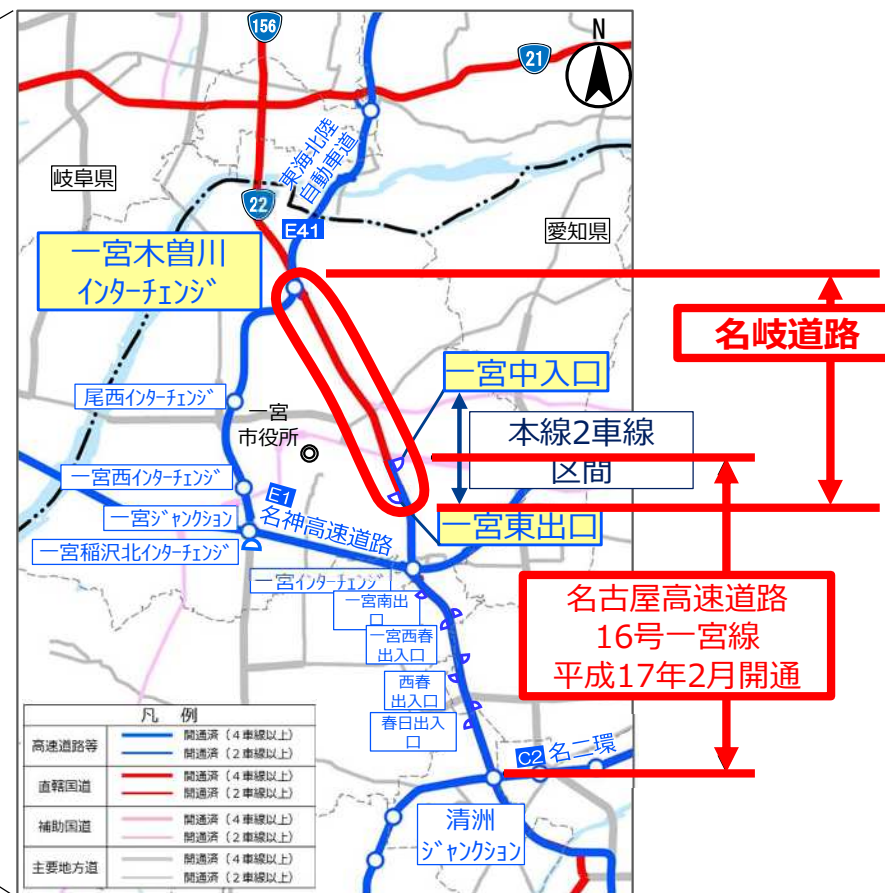 156
21
N
東海北陸
自動車道
岐阜県
22
E41
愛知県
一宮木曽川
インターチェンジ
名岐道路
一宮中入口
尾西インターチェンジ
一宮
市役所
本線2車線
区間
一宮西インターチェンジ
E1
名神高速道路
一宮ジャンクション
一宮東出口
一宮稲沢北インターチェンジ
一宮インターチェンジ
一宮南出
口
名古屋高速道路
16号一宮線
平成17年2月開通
一宮西春
出入口
西春
出入口
春日出入
口
C2 名二環
清洲
ジャンクション
凡 例
高速道路等
開通済（４車線以上）
開通済（２車線以上）
直轄国道
開通済（４車線以上）
開通済（２車線以上）
補助国道
開通済（４車線以上）
開通済（２車線以上）
主要地方道
開通済（４車線以上）
開通済（２車線以上）